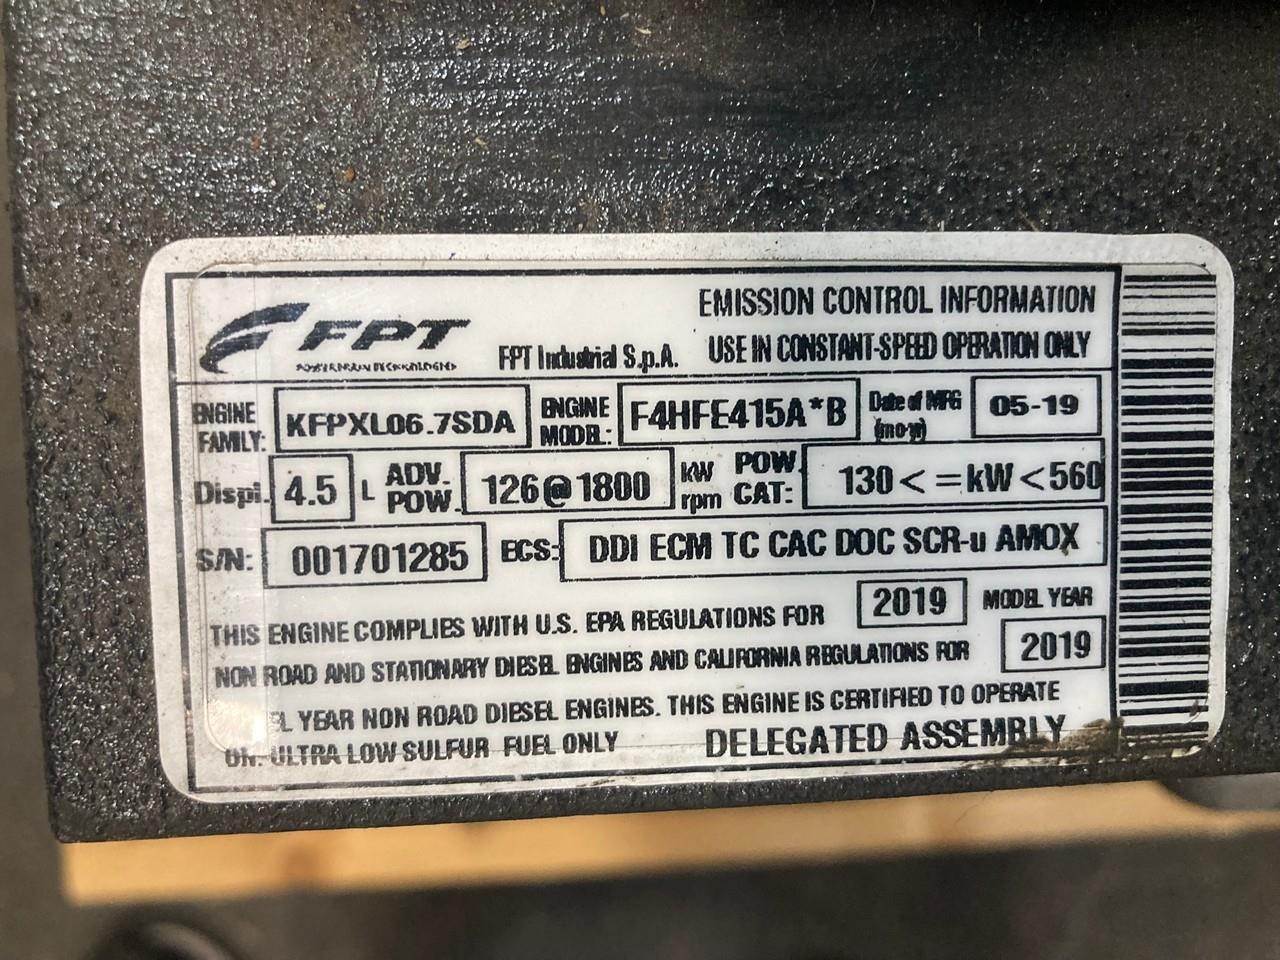 EMISSION CONTROL INFORMATION
FPT
FPT Industrial S.p.A. USE IN CONSTANT-SPEED OPERATION ONLY
ENGINE FAMILY: KFPXL06.7SDA ENGINE MODEL: F4HFE415A*B Date of MFG (mo-yr) 05-19
Displ. 4.5 L ADV. POW. 126@1800 kW rpm POW. CAT: 130<=kW<560
S/N: 001701285 ECS: DDI ECM TC CAC DOC SCR-u AMOX
THIS ENGINE COMPLIES WITH U.S. EPA REGULATIONS FOR 2019 MODEL YEAR
NON ROAD AND STATIONARY DIESEL ENGINES AND CALIFORNIA REGULATIONS FOR 2019
YEAR NON ROAD DIESEL ENGINES. THIS ENGINE IS CERTIFIED TO OPERATE
ON ULTRA LOW SULFUR FUEL ONLY DELEGATED ASSEMBLY